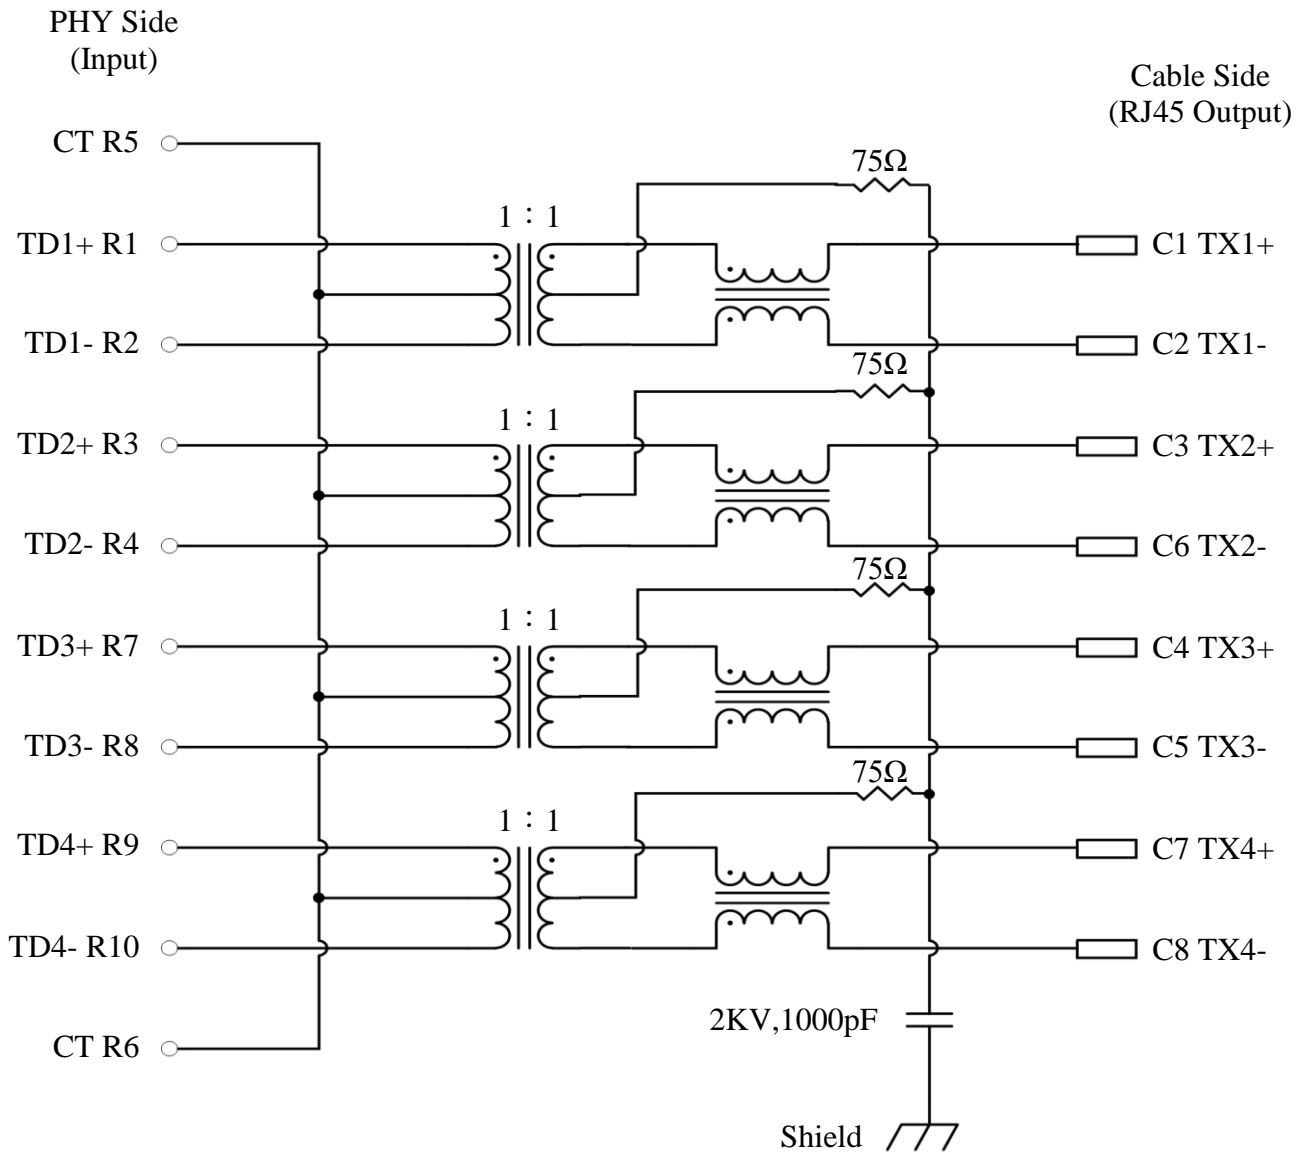 PHY Side
(Input)
Cable Side
(RJ45 Output)
CT R5
75Ω
1 : 1
TD1+ R1
C1 TX1+
TD1- R2
C2 TX1-
75Ω
1 : 1
TD2+ R3
C3 TX2+
TD2- R4
C6 TX2-
75Ω
1 : 1
TD3+ R7
C4 TX3+
TD3- R8
C5 TX3-
75Ω
1 : 1
TD4+ R9
C7 TX4+
TD4- R10
C8 TX4-
2KV,1000pF
CT R6
Shield